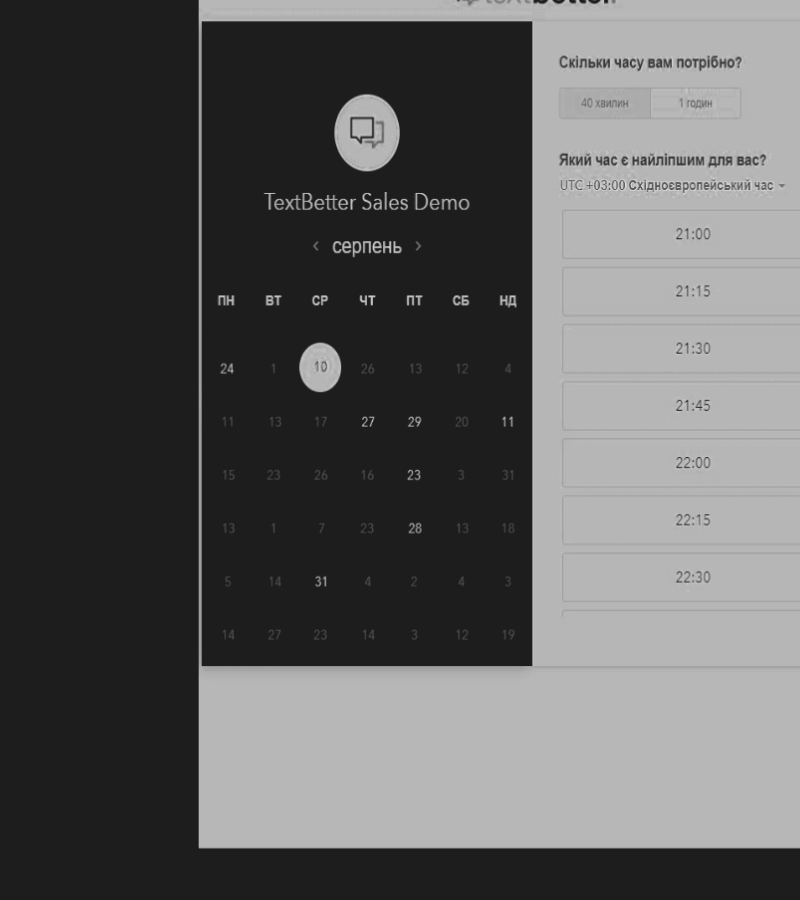 textbetter
TextBetter Sales Demo
‹ серпень ›
ПН ВТ СР ЧТ ПТ СБ НД
24 1 10 26 13 12 4
11 13 17 27 29 20 11
15 23 26 16 23 3 31
13 1 7 23 28 13 18
5 14 31 4 2 4 3
14 27 23 14 3 12 19
Скільки часу вам потрібно?
40 хвилин 1 годин
Який час є найліпшим для вас?
UTC +03:00 Східноєвропейський час
21:00
21:15
21:30
21:45
22:00
22:15
22:30